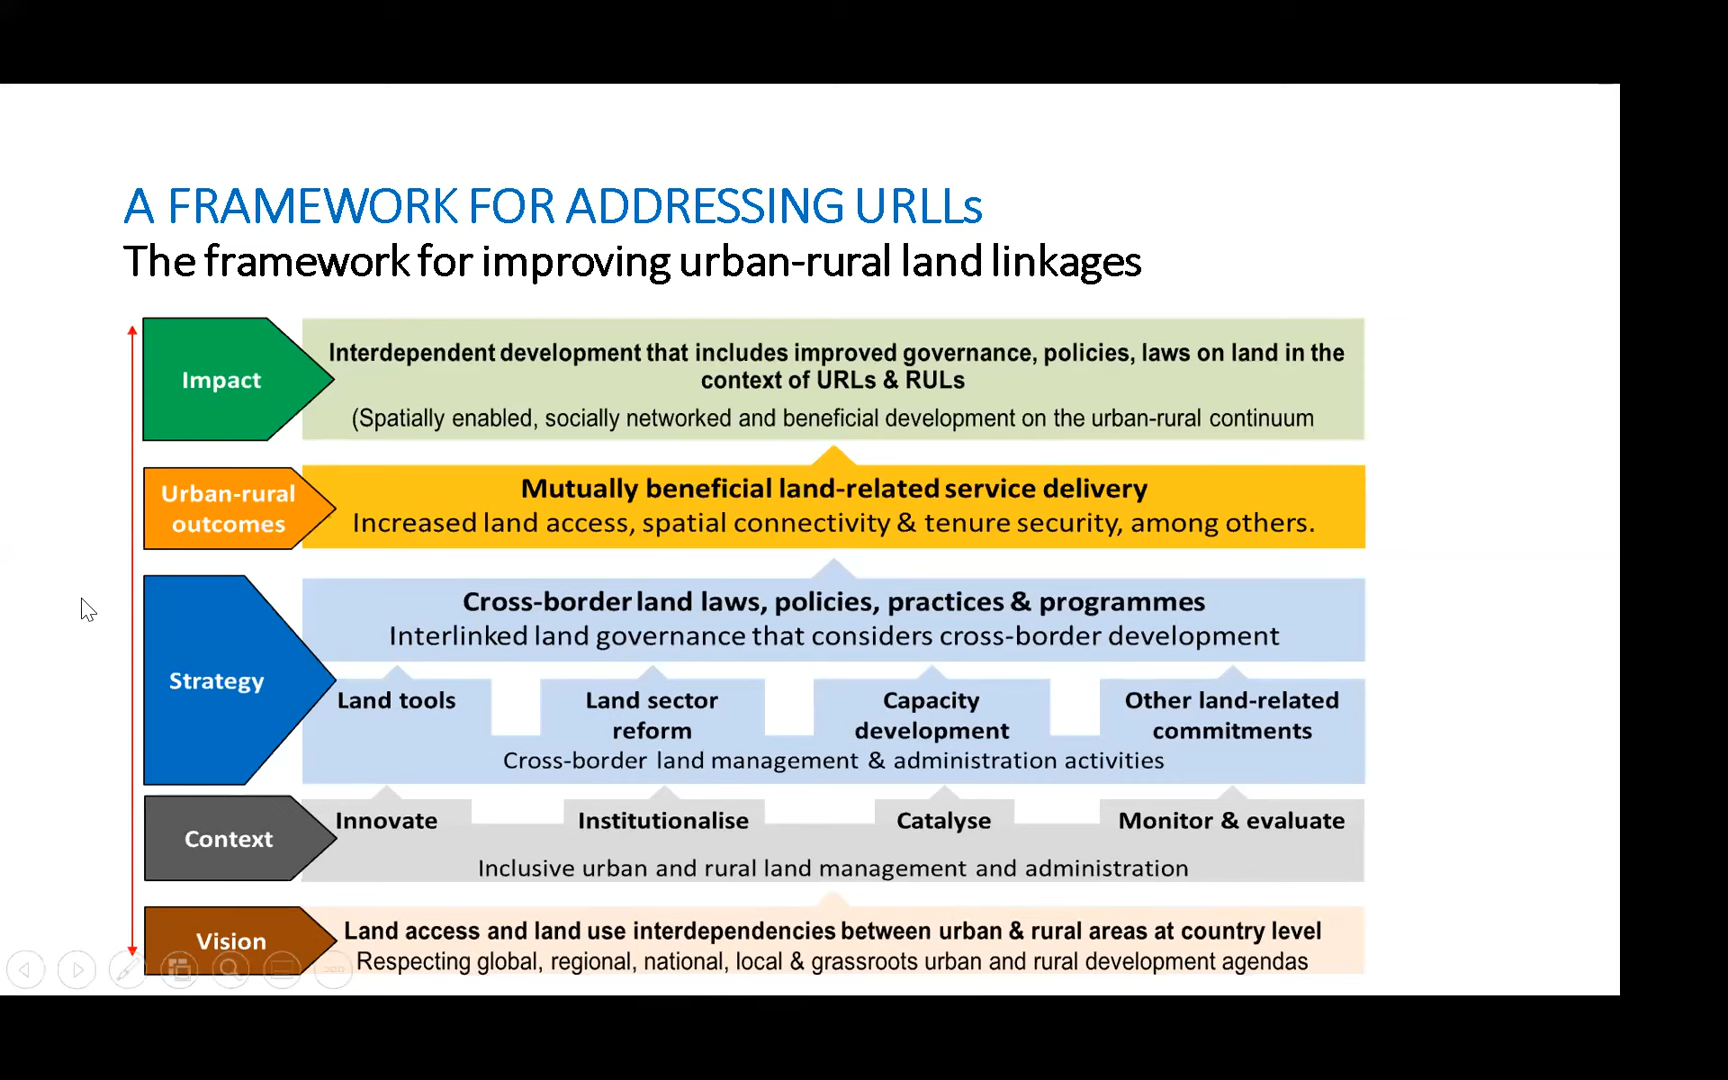 A FRAMEWORK FOR ADDRESSING URLLs
The framework for improving urban-rural land linkages
Impact
Interdependent development that includes improved governance, policies, laws on land in the
context of URLs & RULs
(Spatially enabled, socially networked and beneficial development on the urban-rural continuum
Urban-rural
outcomes
Mutually beneficial land-related service delivery
Increased land access, spatial connectivity & tenure security, among others.
Strategy
Cross-border land laws, policies, practices & programmes
Interlinked land governance that considers cross-border development
Land tools
Land sector
reform
Capacity
development
Other land-related
commitments
Cross-border land management & administration activities
Context
Innovate
Institutionalise
Catalyse
Monitor & evaluate
Inclusive urban and rural land management and administration
Vision
Land access and land use interdependencies between urban & rural areas at country level
Respecting global, regional, national, local & grassroots urban and rural development agendas